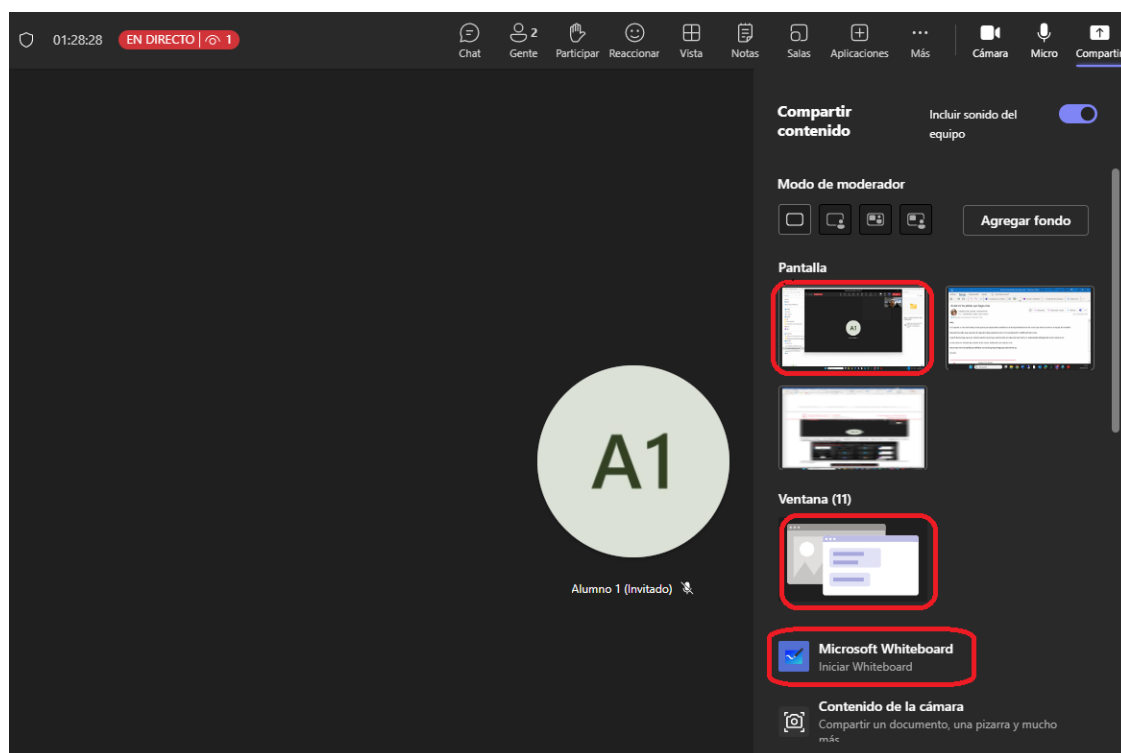 01:28:28
EN DIRECTO
1
Chat
2
Gente
Participar
Reaccionar
Vista
Notas
Salas
Aplicaciones
Más
Cámara
Micro
Compartir
Compartir
contenido
Incluir sonido del
equipo
Modo de moderador
Agregar fondo
Pantalla
A1
A1
Alumno 1 (Invitado)
Ventana (11)
Microsoft Whiteboard
Iniciar Whiteboard
Contenido de la cámara
Compartir un documento, una pizarra y mucho
más